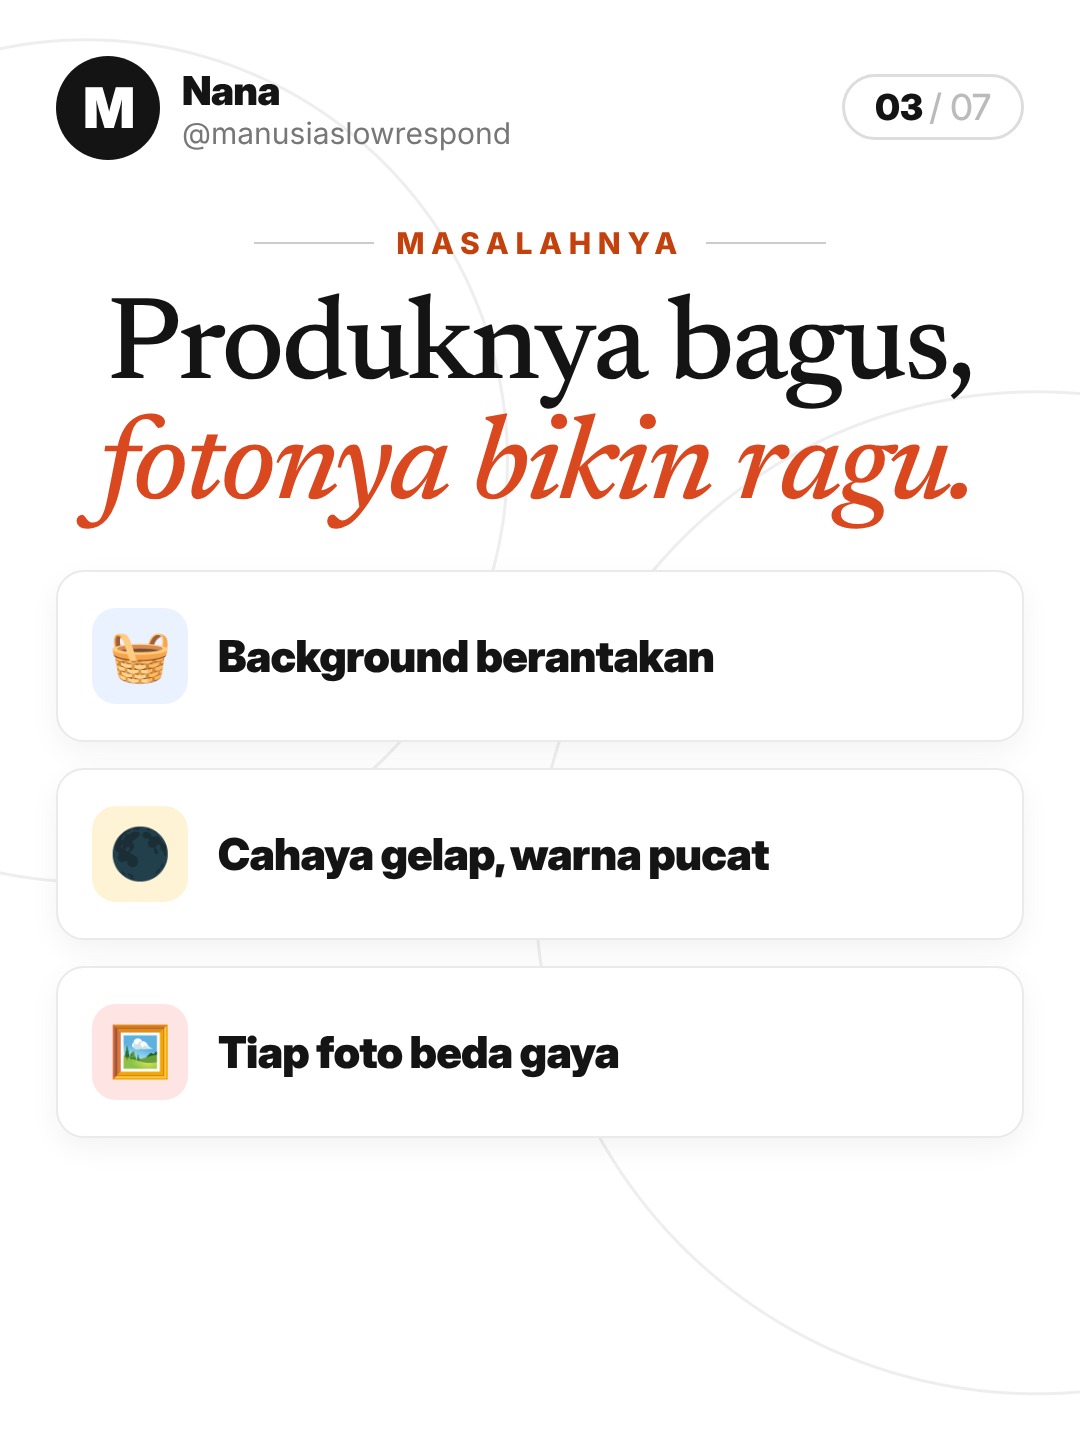 M
Nana
@manusiaslowrespond
03 / 07
MASALAHNYA
Produknya bagus,
fotonya bikin ragu.
Background berantakan
Cahaya gelap, warna pucat
Tiap foto beda gaya